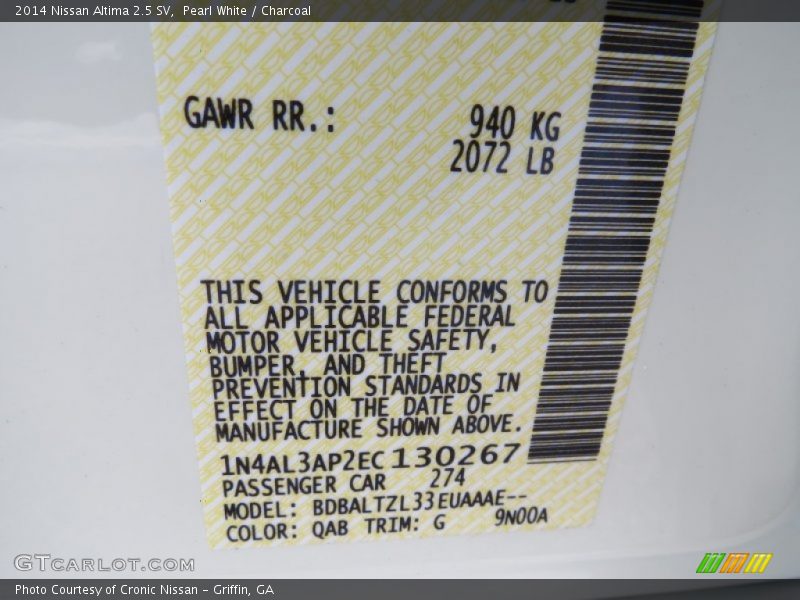 2014 Nissan Altima 2.5 SV, Pearl White / Charcoal
GAWR RR.: 940 KG
2072 LB
THIS VEHICLE CONFORMS TO
ALL APPLICABLE FEDERAL
MOTOR VEHICLE SAFETY,
BUMPER, AND THEFT
PREVENTION STANDARDS IN
EFFECT ON THE DATE OF
MANUFACTURE SHOWN ABOVE.
1N4AL3AP2EC130267
PASSENGER CAR 274
MODEL: BDBALTZL33EUAAAE--
COLOR: QAB TRIM: G 9N00A
GTCARLOT.COM
Photo Courtesy of Cronic Nissan - Griffin, GA